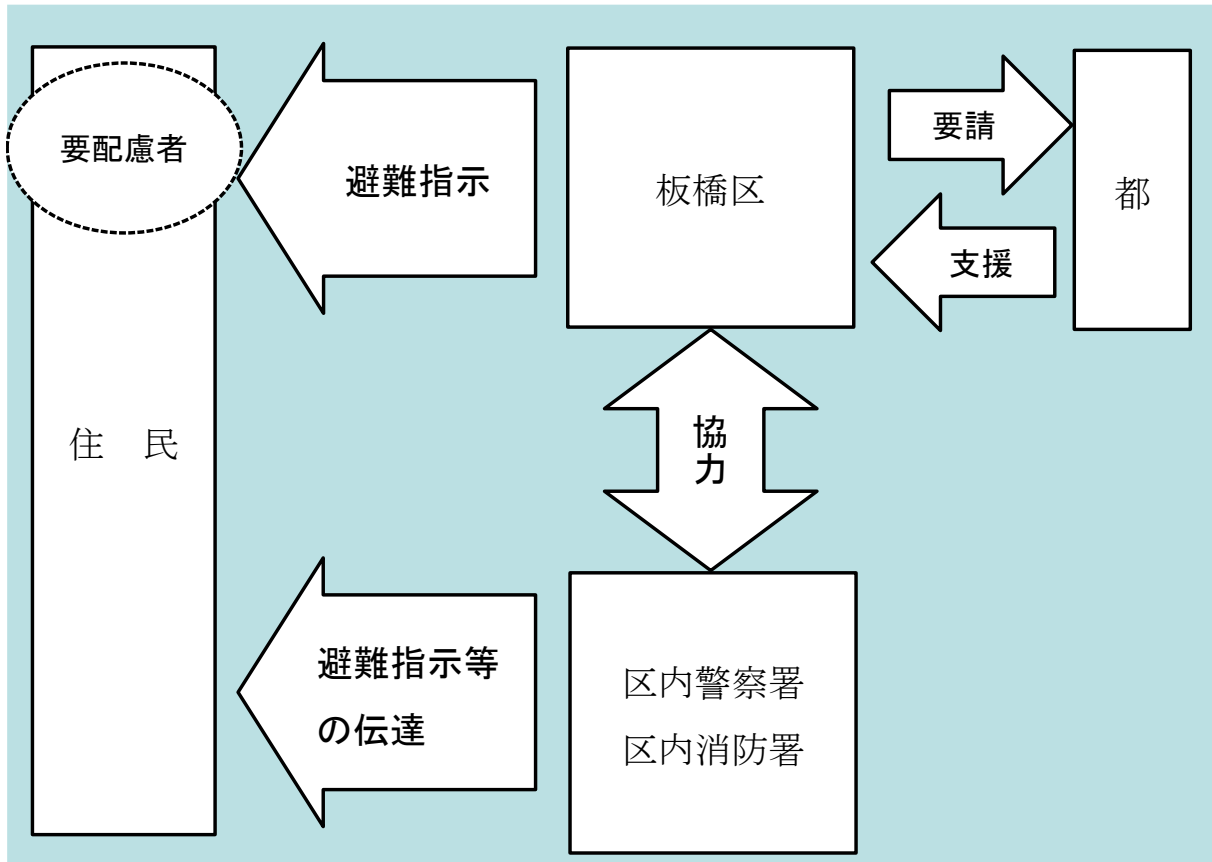 要配慮者
避難指示
板橋区
要請
支援
都
住　民
協
力
避難指示等
の伝達
区内警察署
区内消防署